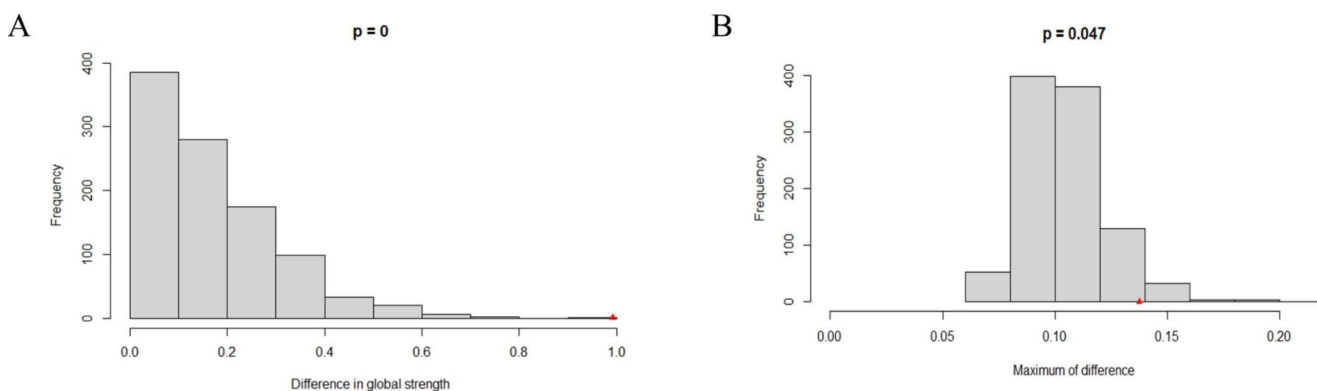 A
p = 0
Frequency
400
300
200
100
0
0.0 0.2 0.4 0.6 0.8 1.0
Difference in global strength
B
p = 0.047
Frequency
400
300
200
100
0
0.00 0.05 0.10 0.15 0.20
Maximum of difference